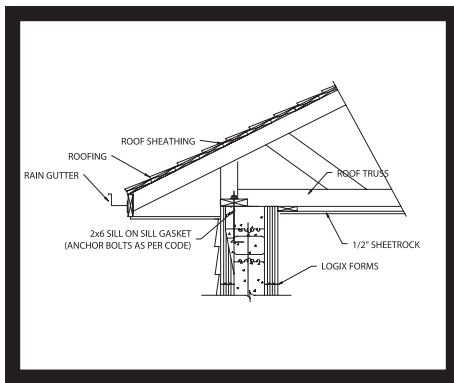 ROOF SHEATHING
ROOFING
RAIN GUTTER
ROOF TRUSS
2x6 SILL ON SILL GASKET
(ANCHOR BOLTS AS PER CODE)
1/2" SHEETROCK
LOGIX FORMS